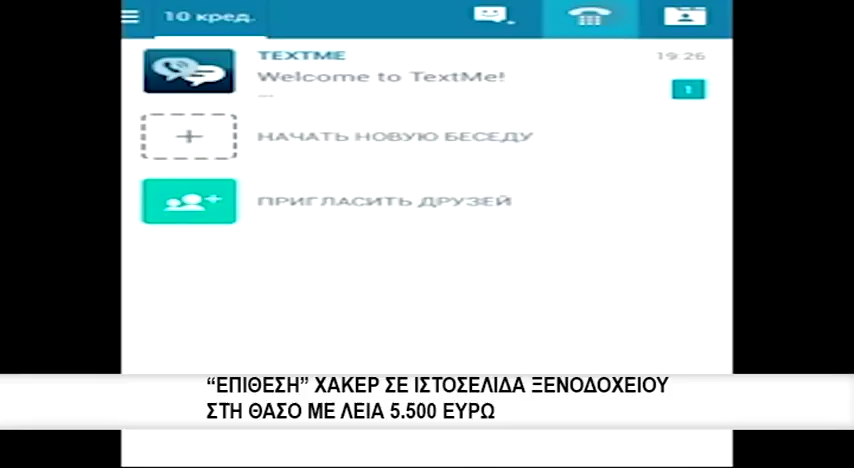 10 кред.
TEXTME
19:26
Welcome to TextMe!
...
1
НАЧАТЬ НОВУЮ БЕСЕДУ
ПРИГЛАСИТЬ ДРУЗЕЙ
“ΕΠΙΘΕΣΗ” ΧΑΚΕΡ ΣΕ ΙΣΤΟΣΕΛΙΔΑ ΞΕΝΟΔΟΧΕΙΟΥ
ΣΤΗ ΘΑΣΟ ΜΕ ΛΕΙΑ 5.500 ΕΥΡΩ